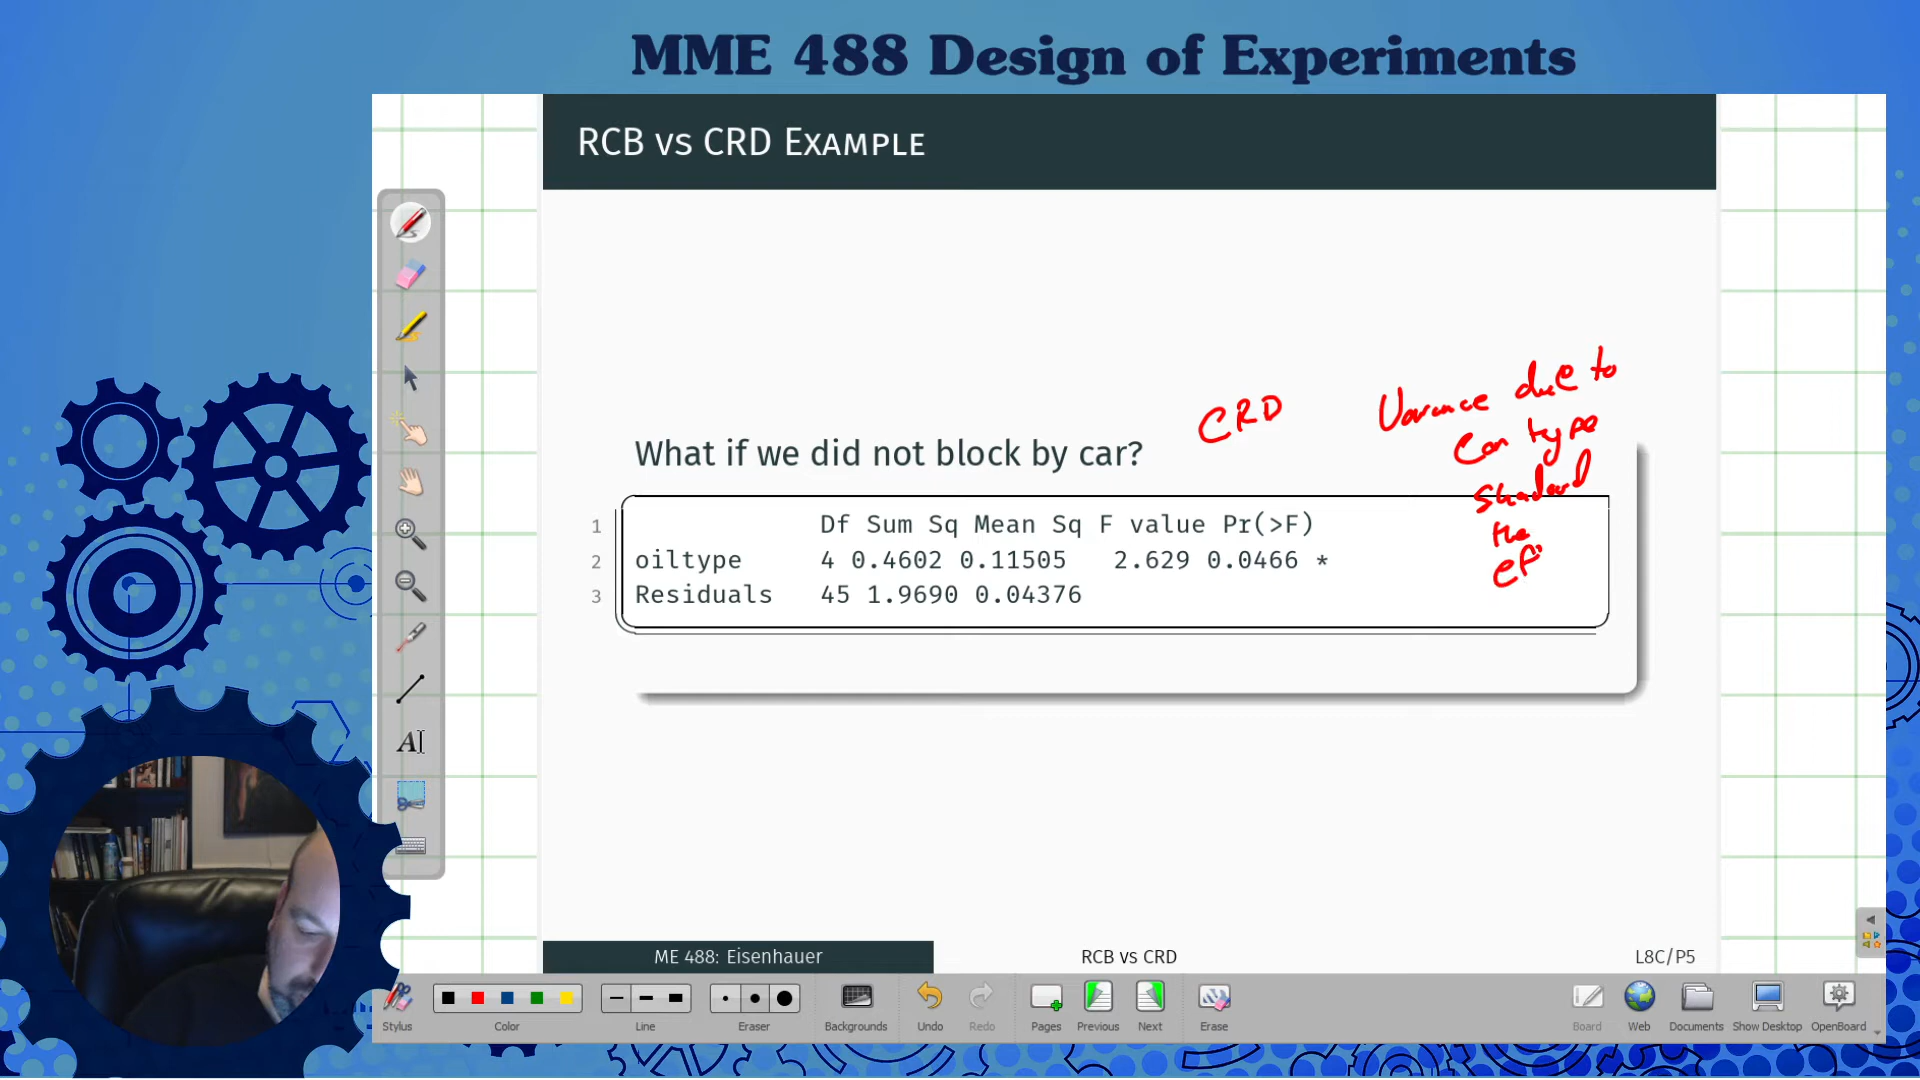 MME 488 Design of Experiments
RCB vs CRD Example
CRD
Variance due to
Car type
the
What if we did not block by car?
1 Df Sum Sq Mean Sq F value Pr(>F)
2 oiltype 4 0.4602 0.11505 2.629 0.0466 *
3 Residuals 45 1.9690 0.04376
ME 488: Eisenhauer
RCB vs CRD
L8C/P5
Stylus
Color
Line
Eraser
Backgrounds
Undo
Redo
Pages
Previous
Next
Erase
Board
Web
Documents
Show Desktop
OpenBoard